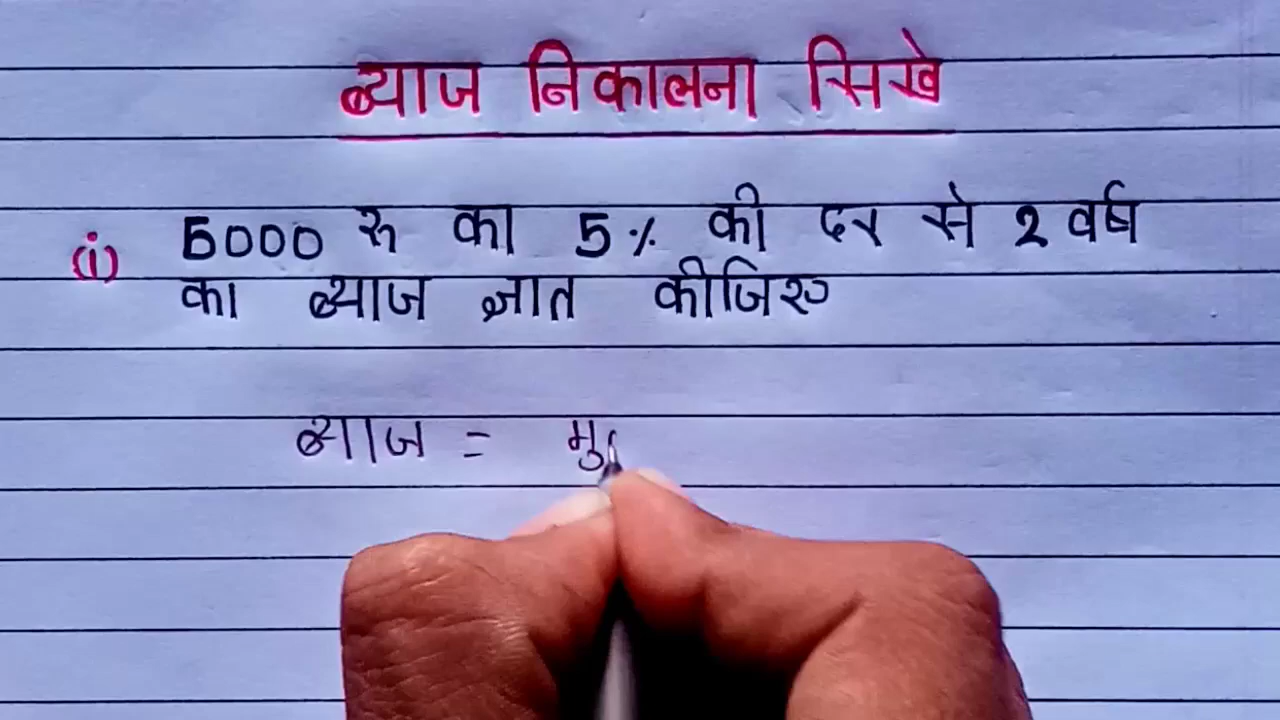 ब्याज निकालना सिखे
(i) 5000 रु का 5% की दर से 2 वर्ष
का ब्याज ज्ञात कीजिए
ब्याज = मु